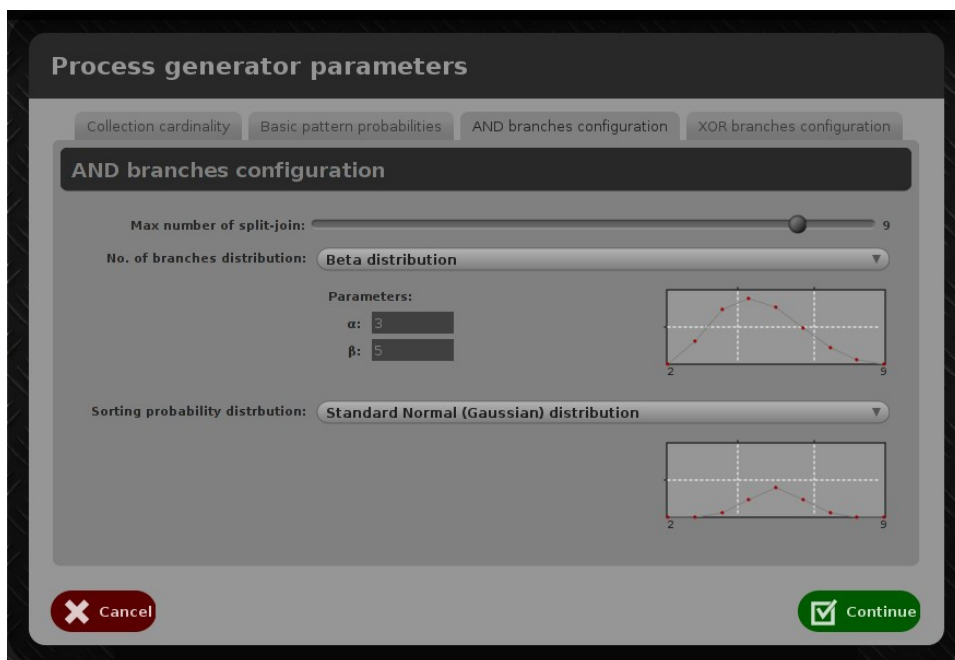 Process generator parameters
Collection cardinality Basic pattern probabilities AND branches configuration XOR branches configuration
AND branches configuration
Max number of split-join: 9
No. of branches distribution: Beta distribution
Parameters:
α: 3
β: 5
2 9
Sorting probability distrbution: Standard Normal (Gaussian) distribution
2 9
Cancel Continue